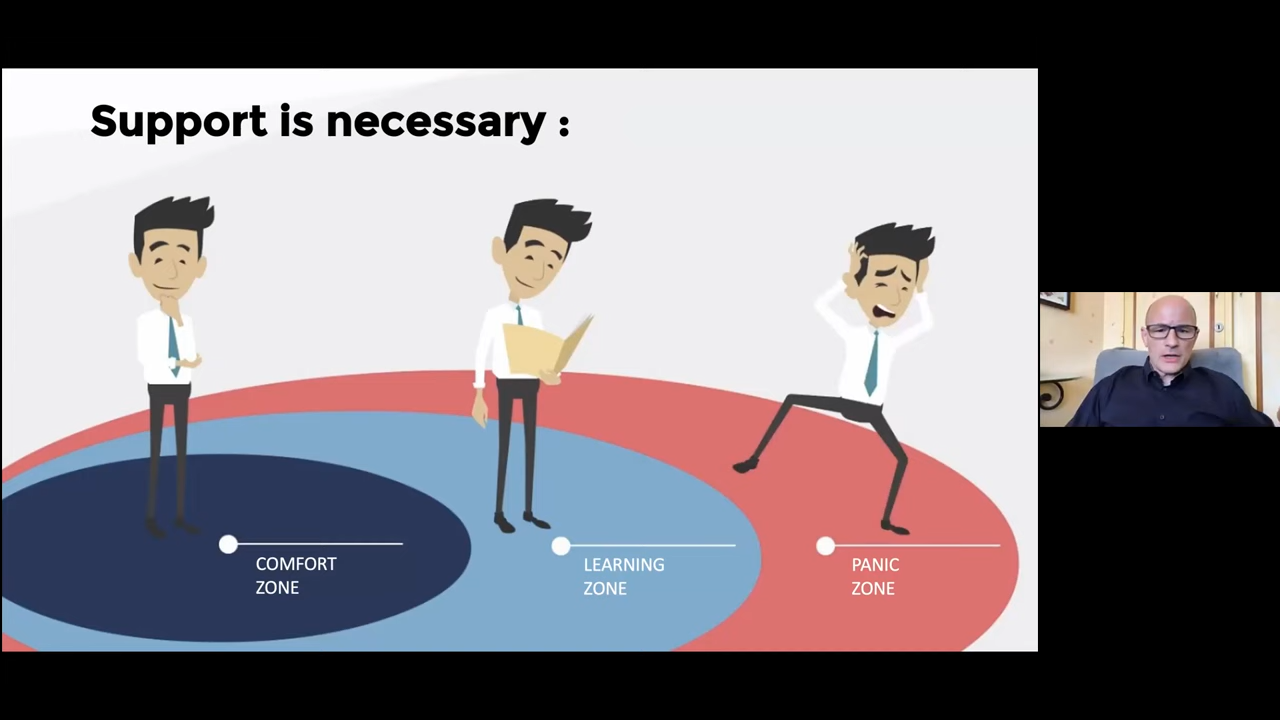 Support is necessary :
COMFORT
ZONE
LEARNING
ZONE
PANIC
ZONE